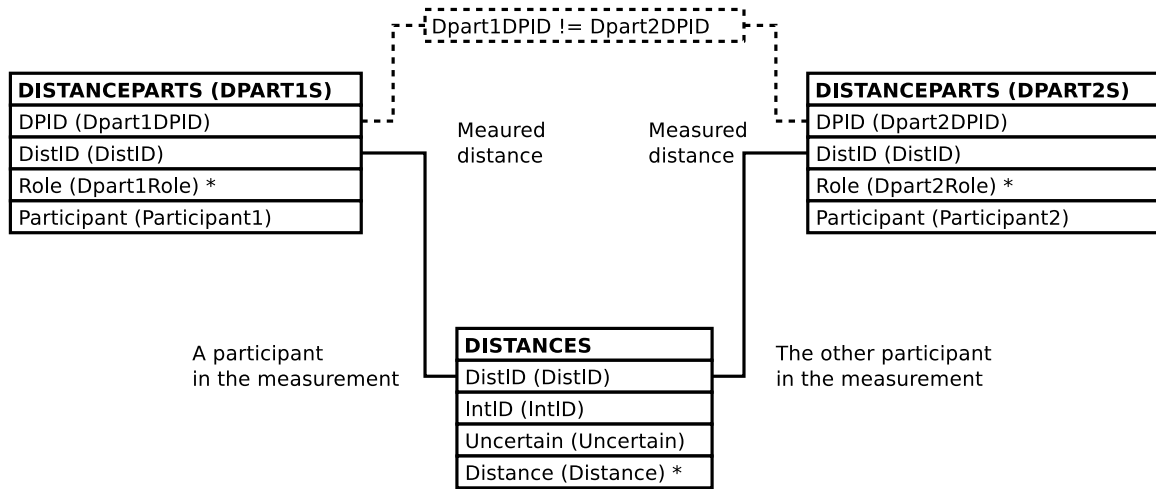 Dpart1DPID != Dpart2DPID
DISTANCEPARTS (DPART1S)
DPID (Dpart1DPID)
DistID (DistID)
Role (Dpart1Role) *
Participant (Participant1)
Meaured
distance
Measured
distance
DISTANCEPARTS (DPART2S)
DPID (Dpart2DPID)
DistID (DistID)
Role (Dpart2Role) *
Participant (Participant2)
A participant
in the measurement
DISTANCES
DistID (DistID)
IntID (IntID)
Uncertain (Uncertain)
Distance (Distance) *
The other participant
in the measurement